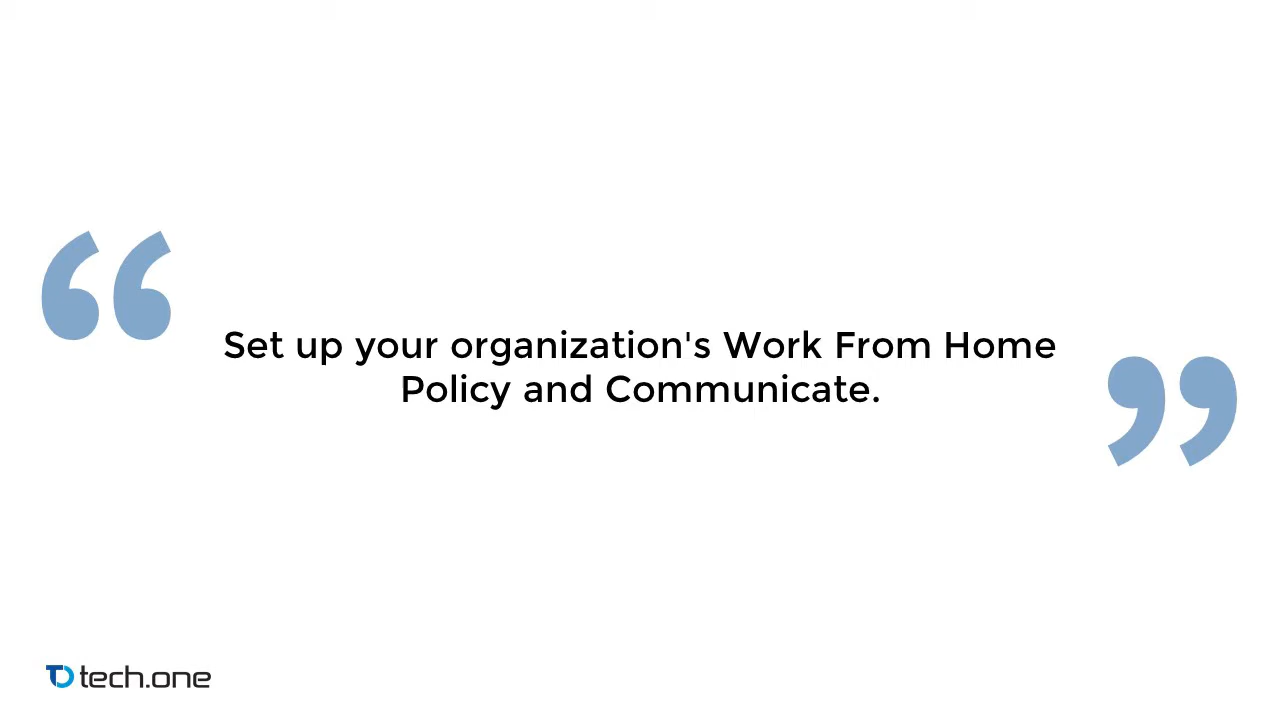 Set up your organization's Work From Home
Policy and Communicate.
tech.one